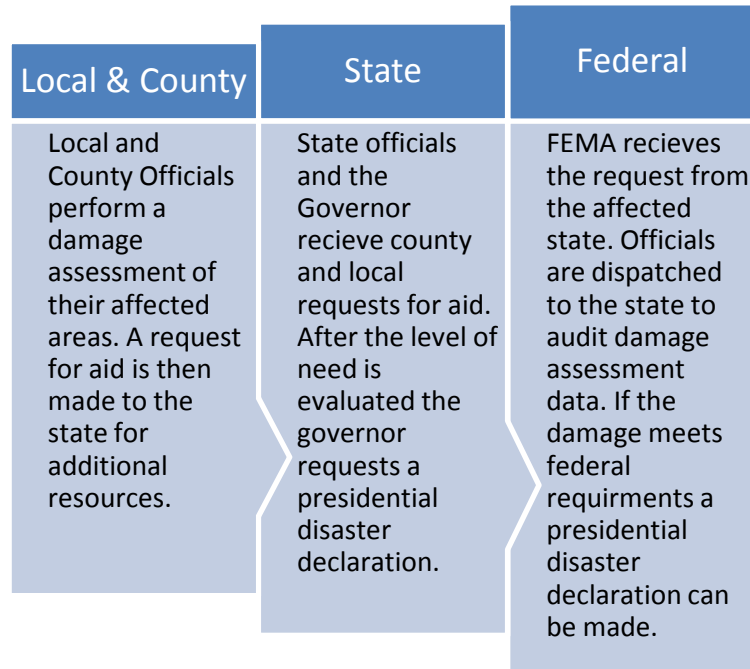 Local & County
Local and
County Officials
perform a
damage
assessment of
their affected
areas. A request
for aid is then
made to the
state for
additional
resources.
State
State officials
and the
Governor
recieve county
and local
requests for aid.
After the level of
need is
evaluated the
governor
requests a
presidential
disaster
declaration.
Federal
FEMA recieves
the request from
the affected
state. Officials
are dispatched
to the state to
audit damage
assessment
data. If the
damage meets
federal
requirments a
presidential
disaster
declaration can
be made.